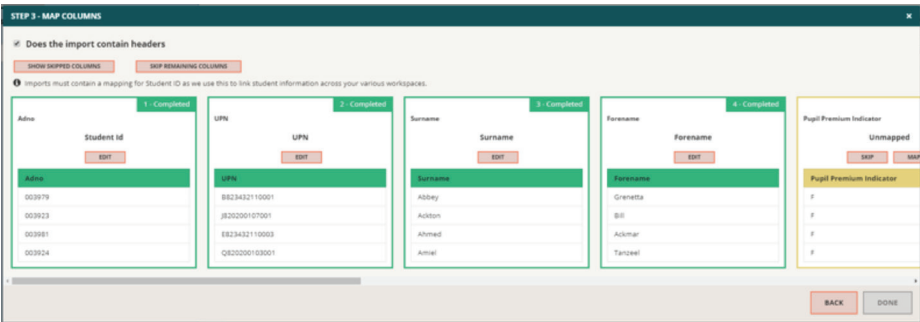 STEP 3 - MAP COLUMNS
×
Does the import contain headers
SHOW SKIPPED COLUMNS SKIP REMAINING COLUMNS
Imports must contain a mapping for Student ID as we use this to link student information across your various workspaces.
1 - Completed
Adno
Student Id
EDIT
Adno
003979
003923
003981
003924
2 - Completed
UPN
UPN
EDIT
UPN
B823432110001
J820200107001
E823432110003
Q820200103001
3 - Completed
Surname
Surname
EDIT
Surname
Abbey
Ackton
Ahmed
Amiel
4 - Completed
Forename
Forename
EDIT
Forename
Grenetta
Bill
Ackmar
Tanzeel
Pupil Premium Indicator
Unmapped
SKIP MAP
Pupil Premium Indicator
F
F
F
F
BACK DONE